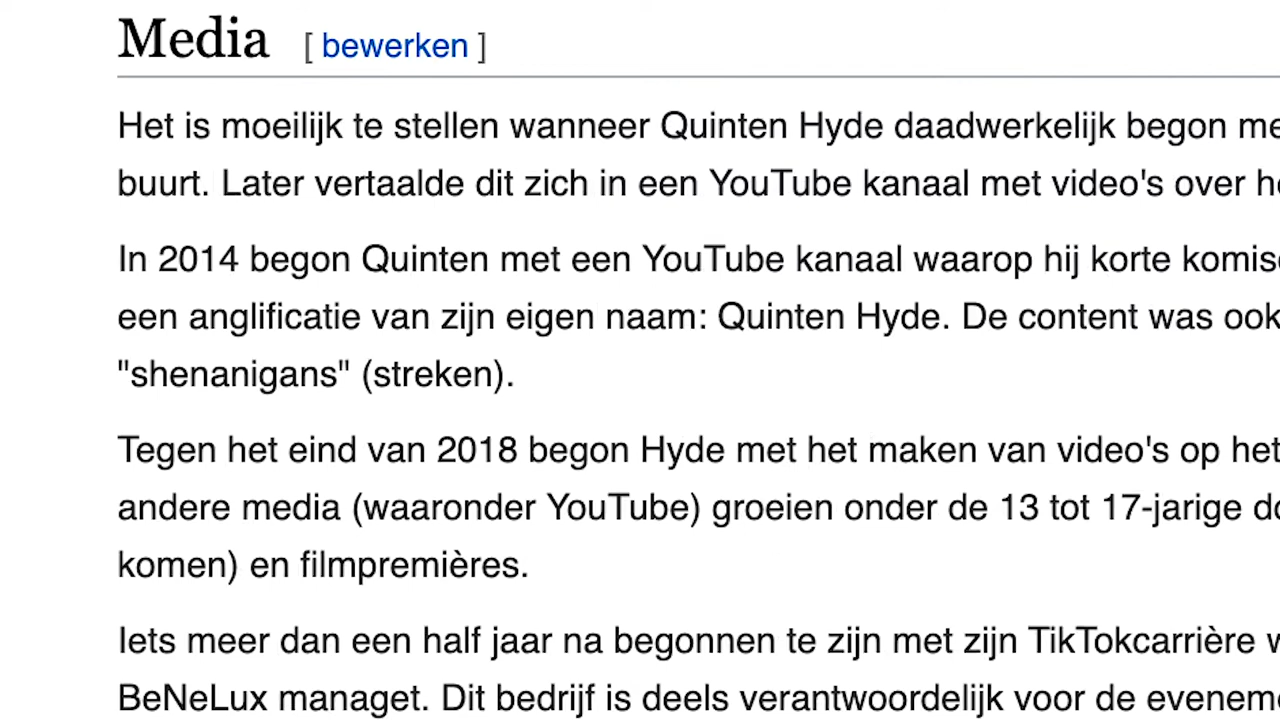 Media [ bewerken ]
Het is moeilijk te stellen wanneer Quinten Hyde daadwerkelijk begon
buurt. Later vertaalde dit zich in een YouTube kanaal met video's over
In 2014 begon Quinten met een YouTube kanaal waarop hij korte
een anglificatie van zijn eigen naam: Quinten Hyde. De content was ook
"shenanigans" (streken).
Tegen het eind van 2018 begon Hyde met het maken van video's op het
andere media (waaronder YouTube) groeien onder de 13 tot 17-jarige
komen) en filmpremières.
Iets meer dan een half jaar na begonnen te zijn met zijn TikTokcarrière
BeNeLux managet. Dit bedrijf is deels verantwoordelijk voor de